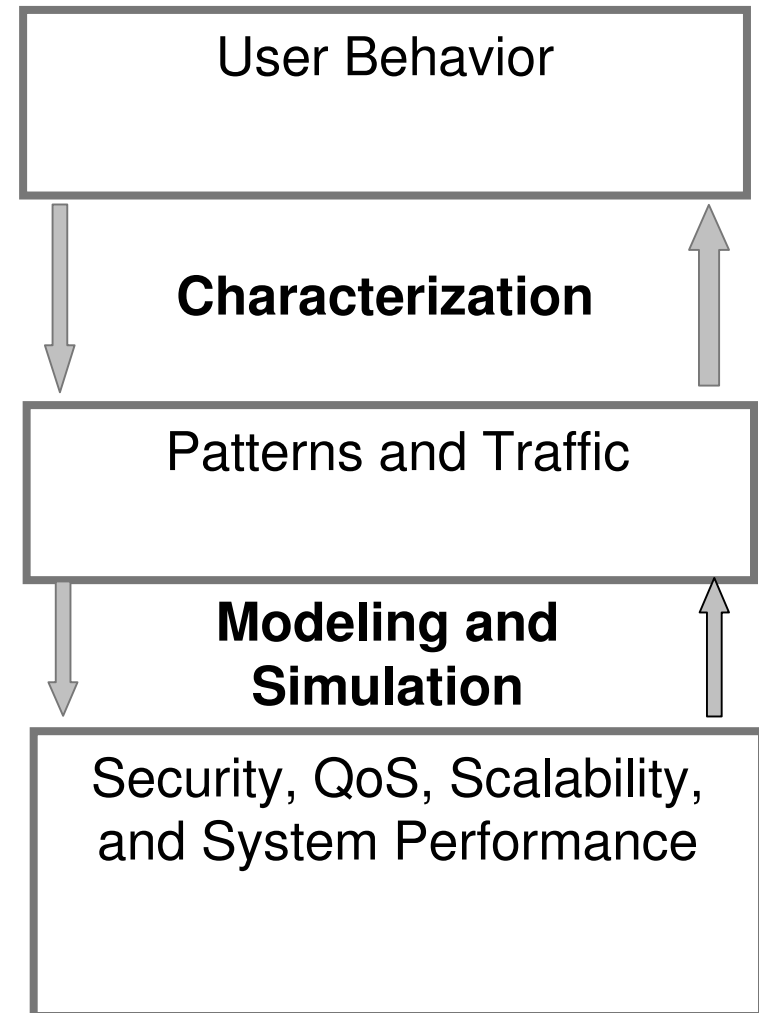 User Behavior
Characterization
Patterns and Traffic
Modeling and
Simulation
Security, QoS, Scalability,
and System Performance